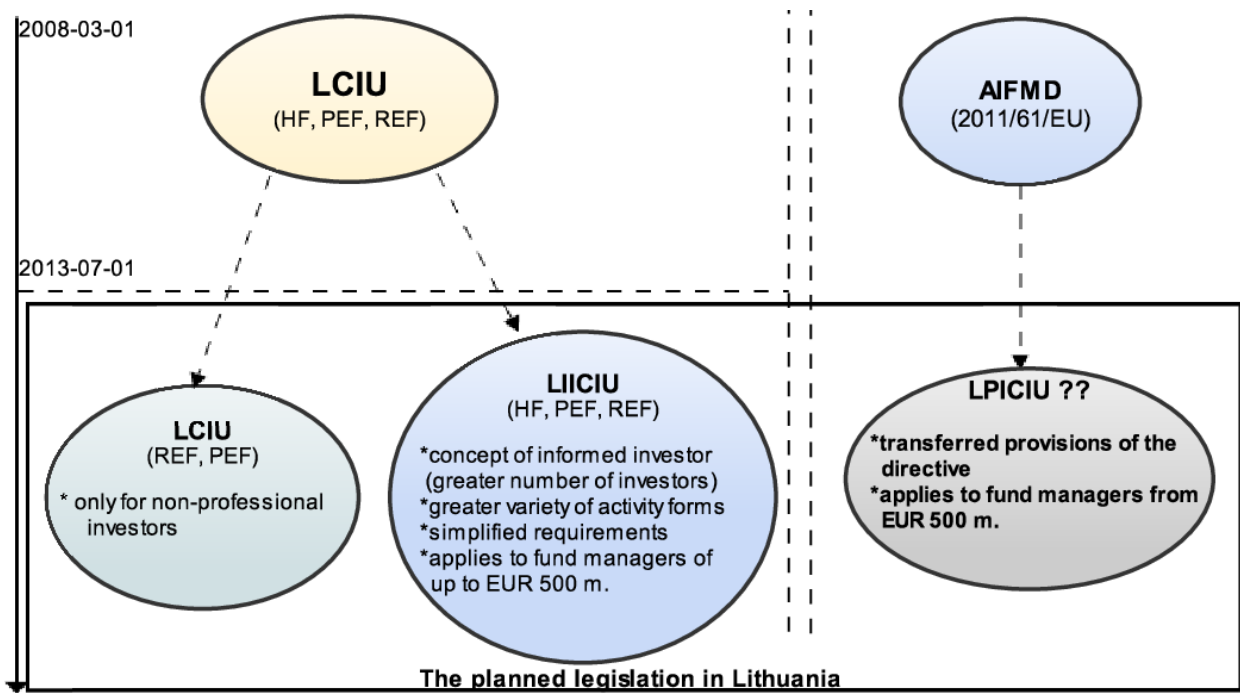 2008-03-01
LCIU
(HF, PEF, REF)
AIFMD
(2011/61/EU)
2013-07-01
LCIU
(REF, PEF)
* only for non-professional
investors
LIICIU
(HF, PEF, REF)
*concept of informed investor
(greater number of investors)
*greater variety of activity forms
*simplified requirements
*applies to fund managers of
up to EUR 500 m.
LPICIU ??
*transferred provisions of the
directive
*applies to fund managers from
EUR 500 m.
The planned legislation in Lithuania